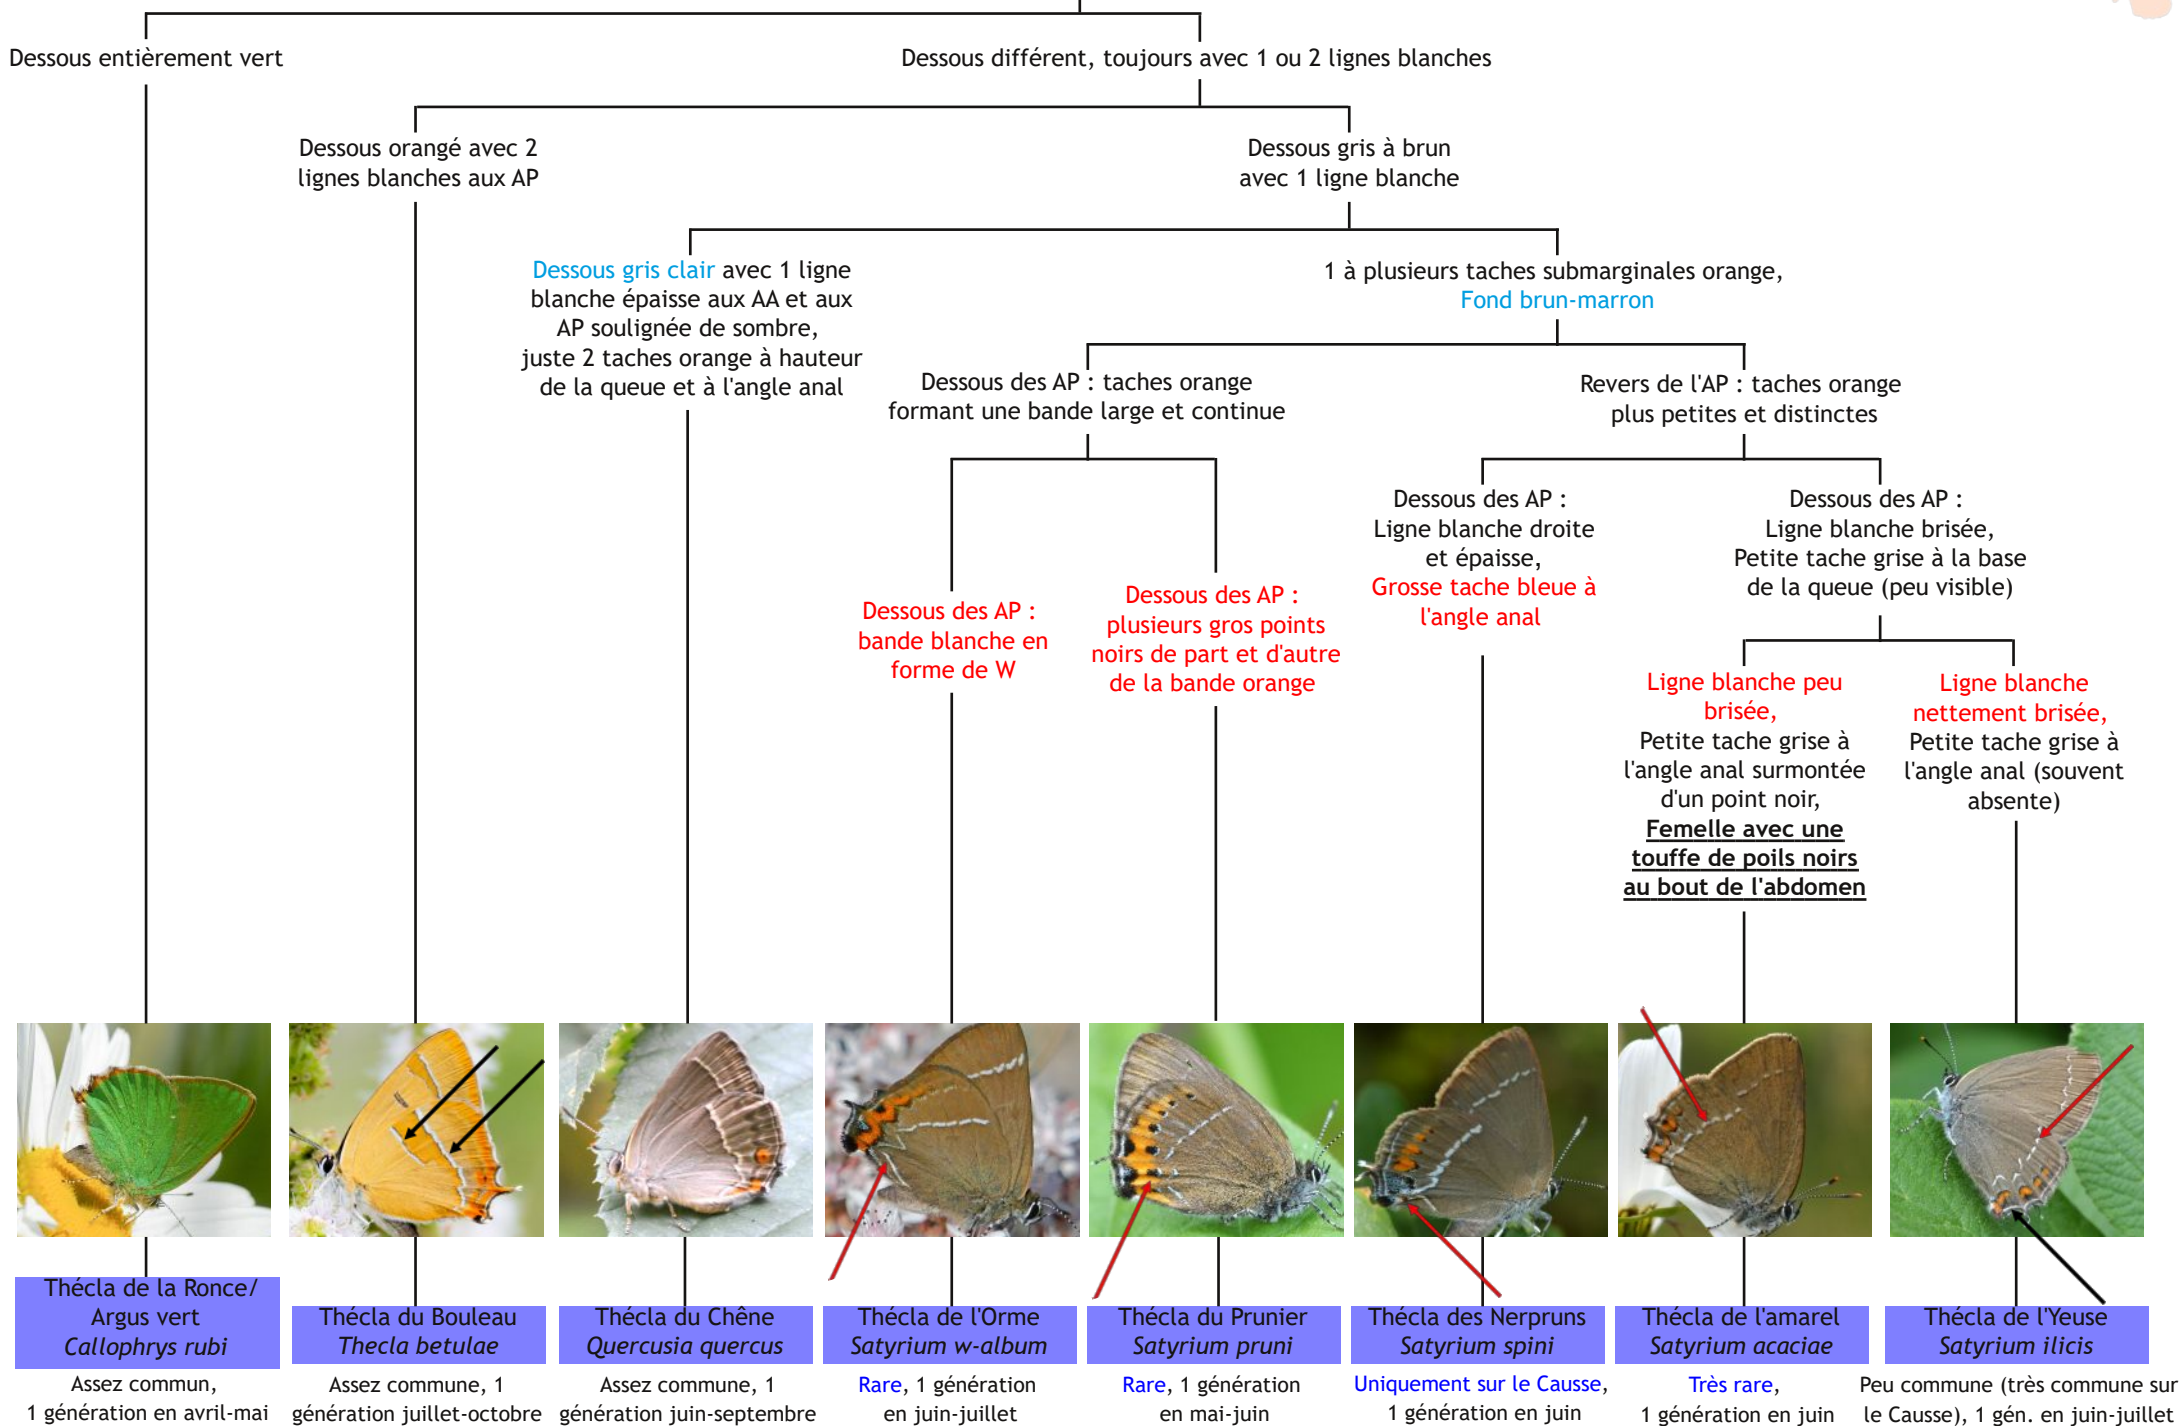 Dessous entièrement vert
Dessous différent, toujours avec 1 ou 2 lignes blanches
Dessous orangé avec 2
lignes blanches aux AP
Dessous gris à brun
avec 1 ligne blanche
Dessous gris clair avec 1 ligne
blanche épaisse aux AA et aux
AP soulignée de sombre,
juste 2 taches orange à hauteur
de la queue et à l'angle anal
1 à plusieurs taches submarginales orange,
Fond brun-marron
Dessous des AP : taches orange
formant une bande large et continue
Revers de l'AP : taches orange
plus petites et distinctes
Dessous des AP :
bande blanche en
forme de W
Dessous des AP :
plusieurs gros points
noirs de part et d'autre
de la bande orange
Dessous des AP :
Ligne blanche droite
et épaisse,
Grosse tache bleue à
l'angle anal
Dessous des AP :
Ligne blanche brisée,
Petite tache grise à la base
de la queue (peu visible)
Ligne blanche peu
brisée,
Petite tache grise à
l'angle anal surmontée
d'un point noir,
Femelle avec une
touffe de poils noirs
au bout de l'abdomen
Ligne blanche
nettement brisée,
Petite tache grise à
l'angle anal (souvent
absente)
Thécla de la Ronce/
Argus vert
Callophrys rubi
Assez commun,
1 génération en avril-mai
Thécla du Bouleau
Thecla betulae
Assez commune, 1
génération juillet-octobre
Thécla du Chêne
Quercusia quercus
Assez commune, 1
génération juin-septembre
Thécla de l'Orme
Satyrium w-album
Rare, 1 génération
en juin-juillet
Thécla du Prunier
Satyrium pruni
Rare, 1 génération
en mai-juin
Thécla des Nerpruns
Satyrium spini
Uniquement sur le Causse,
1 génération en juin
Thécla de l'amarel
Satyrium acaciae
Très rare,
1 génération en juin
Thécla de l'Yeuse
Satyrium ilicis
Peu commune (très commune sur
le Causse), 1 gén. en juin-juillet